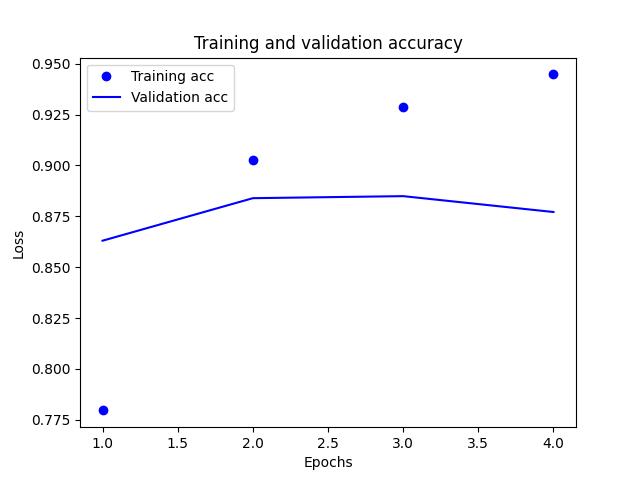 Training and validation accuracy
Training acc
Validation acc
0.950
0.925
0.900
0.875
0.850
0.825
0.800
0.775
Loss
1.0 1.5 2.0 2.5 3.0 3.5 4.0
Epochs